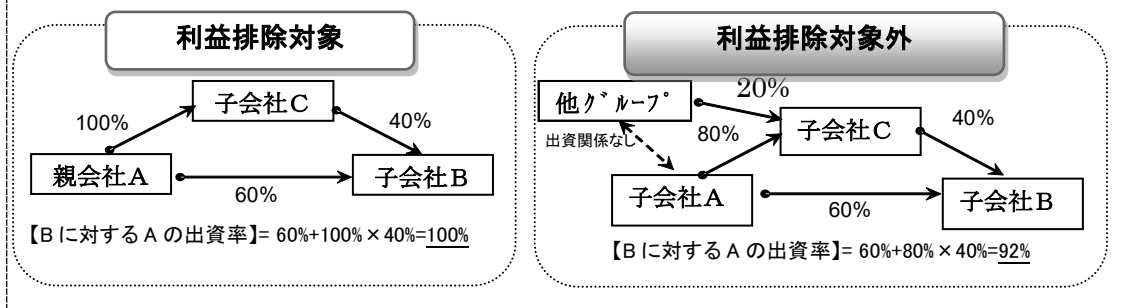 利益排除対象
子会社C
100%
40%
親会社A
子会社B
60%
【Bに対するAの出資率】= 60%+100%×40%=100%
利益排除対象外
他グループ
20%
出資関係なし
80%
子会社C
40%
子会社A
子会社B
60%
【Bに対するAの出資率】= 60%+80%×40%=92%